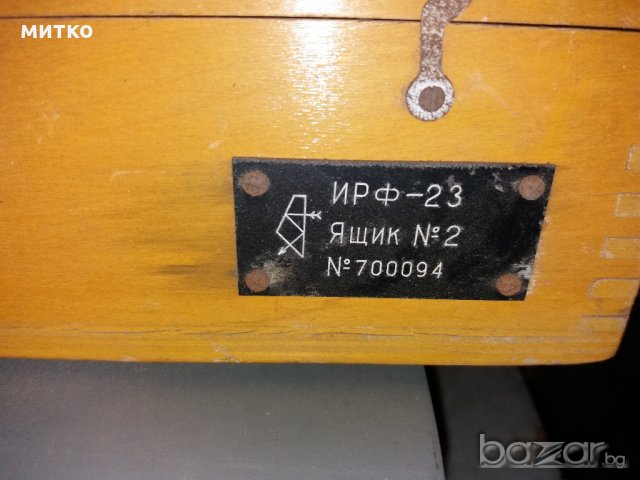 МИТКО
ИРФ-23
Ящик №2
№700094
bazar.bg